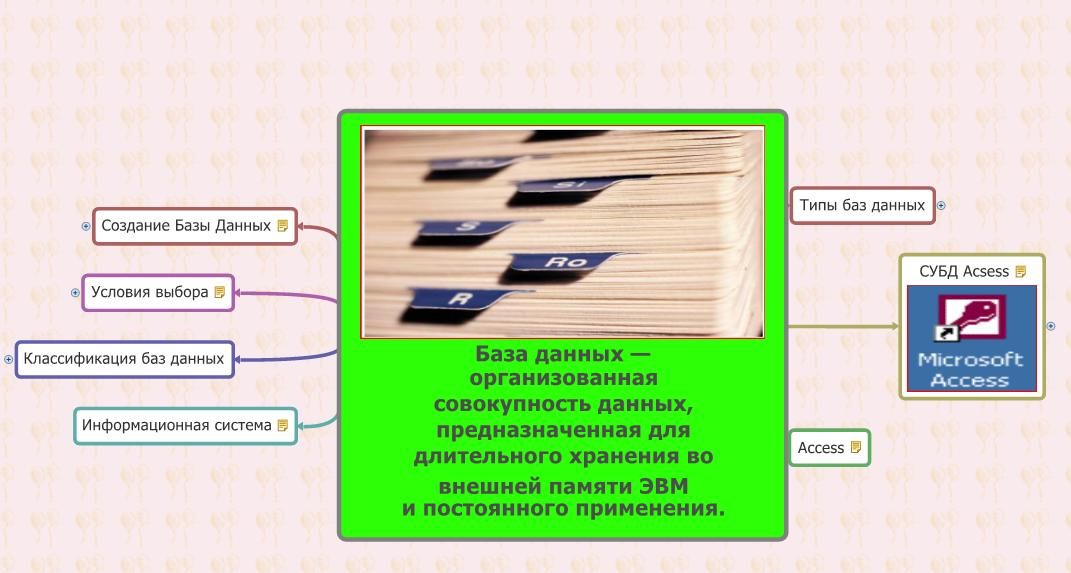 Создание Базы Данных
Условия выбора
Классификация баз данных
Информационная система
So
Si
S
Ro
R
База данных —
организованная
совокупность данных,
предназначенная для
длительного хранения во
внешней памяти ЭВМ
и постоянного применения.
Типы баз данных
СУБД Acsess
Microsoft
Access
Access